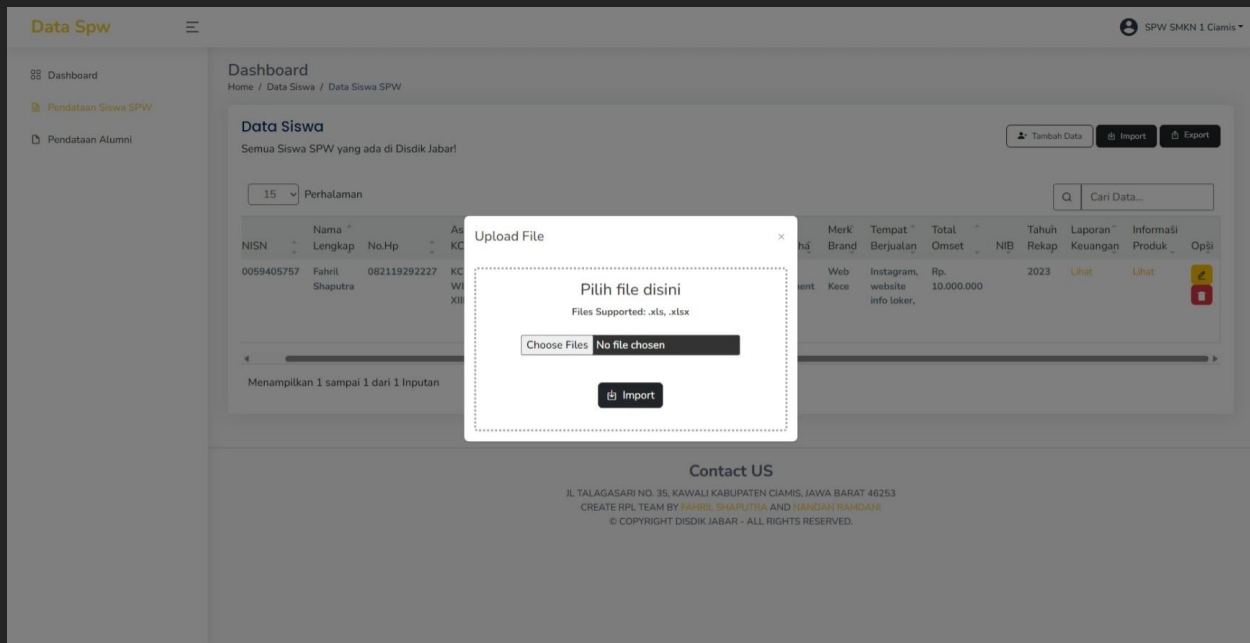 Data Spw
SPW SMKN 1 Ciamis
Dashboard
Pendataan Siswa SPW
Pendataan Alumni
Dashboard
Home / Data Siswa / Data Siswa SPW
Data Siswa
Semua Siswa SPW yang ada di Disdik Jabar!
Tambah Data
Import
Export
15 Perhalaman
Cari Data...
NISN Nama Lengkap No.Hp Merk Brand Tempat Berjualan Total Omset NIB Tahun Rekap Laporan Keuangan Informasi Produk Opsi
0059405757 Fahril Shaputra 082119292227 Web Kece Instagram, website info loker, Rp. 10.000.000 2023 Lihat Lihat
Menampilkan 1 sampai 1 dari 1 Inputan
Upload File
Pilih file disini
Files Supported: .xls, .xlsx
Choose Files No file chosen
Import
Contact US
JL TALAGASARI NO. 35, KAWALI KABUPATEN CIAMIS, JAWA BARAT 46253
CREATE RPL TEAM BY FAHRIL SHAPUTRA AND NANDAN RAMDANI
© COPYRIGHT DISDIK JABAR - ALL RIGHTS RESERVED.